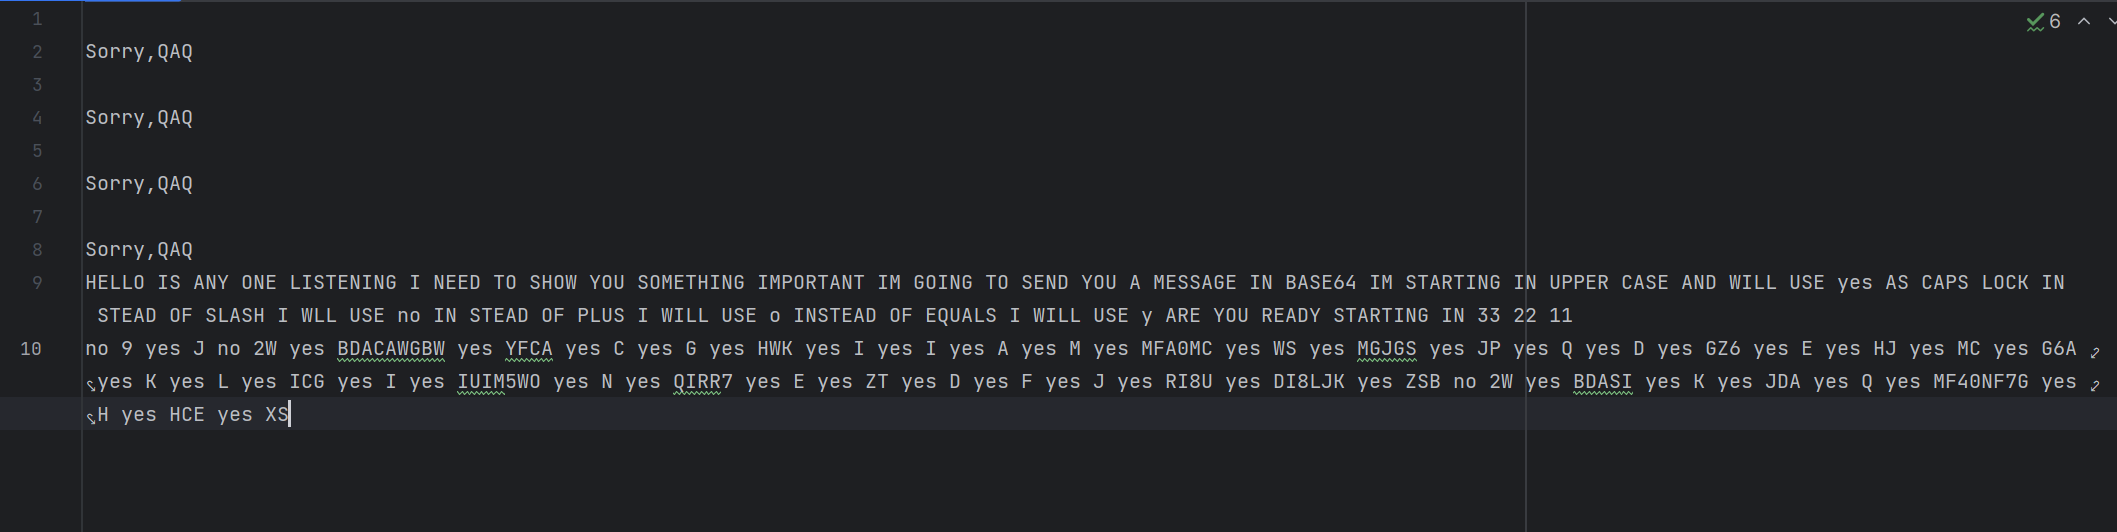 1
2 Sorry,QAQ
3
4 Sorry,QAQ
5
6 Sorry,QAQ
7
8 Sorry,QAQ
9 HELLO IS ANY ONE LISTENING I NEED TO SHOW YOU SOMETHING IMPORTANT IM GOING TO SEND YOU A MESSAGE IN BASE64 IM STARTING IN UPPER CASE AND WILL USE yes AS CAPS LOCK IN
STEAD OF SLASH I WLL USE no IN STEAD OF PLUS I WILL USE o INSTEAD OF EQUALS I WILL USE y ARE YOU READY STARTING IN 33 22 11
10 no 9 yes J no 2W yes BDACAWGBW yes YFCA yes C yes G yes HWK yes I yes I yes A yes M yes MFA0MC yes WS yes MGJGS yes JP yes Q yes D yes GZ6 yes E yes HJ yes MC yes G6A
yes K yes L yes ICG yes I yes IUIM5WO yes N yes QIRR7 yes E yes ZT yes D yes F yes J yes RI8U yes DI8LJK yes ZSB no 2W yes BDASI yes K yes JDA yes Q yes MF40NF7G yes
H yes HCE yes XS
6